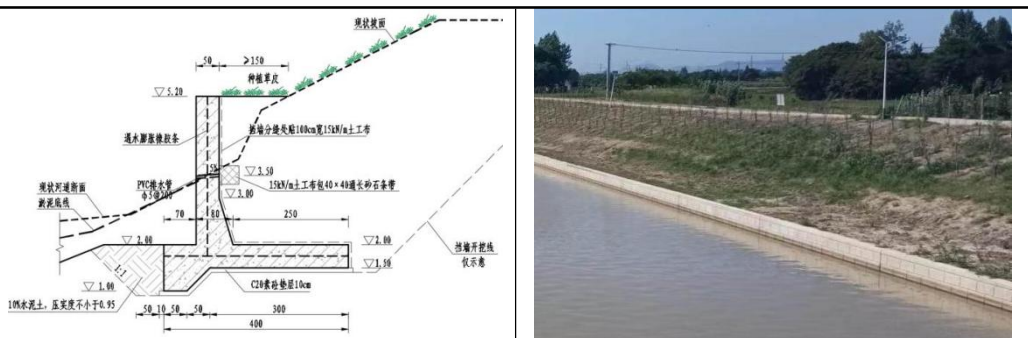 现状坡面
50
≥150
种植草皮
▽5.20
遇水膨胀橡胶条
挡墙分缝处贴100cm宽15kN/m土工布
15%
▽3.50
现状河道断面
PVC排水管
φ5@200
15kN/m土工布包40×40通长砂石条带
淤泥底线
▽3.00
70
80
250
▽2.00
▽2.00
挡墙开挖线
仅示意
▽1.50
1:1
▽1.00
C20素砼垫层10cm
10%水泥土，压实度不小于0.95
50 10 50 50
300
400